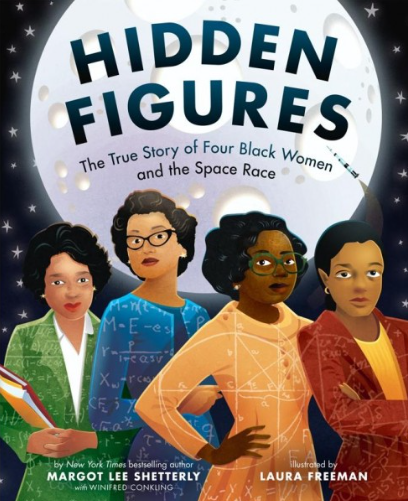 HIDDEN
FIGURES
The True Story of Four Black Women
and the Space Race
by New York Times bestselling author
MARGOT LEE SHETTERLY
with WINIFRED CONKLING
illustrated by
LAURA FREEMAN